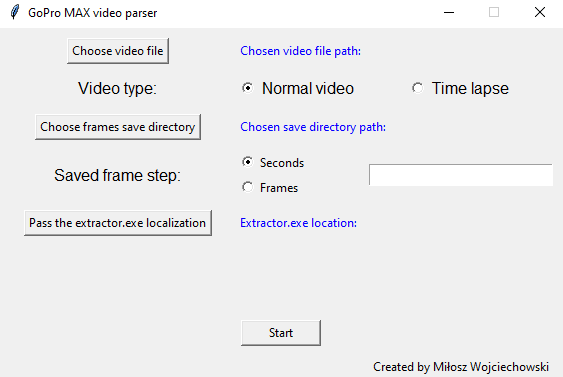 GoPro MAX video parser
Choose video file
Chosen video file path:
Video type:
Normal video
Time lapse
Choose frames save directory
Chosen save directory path:
Saved frame step:
Seconds
Frames
Pass the extractor.exe localization
Extractor.exe location:
Start
Created by Miłosz Wojciechowski